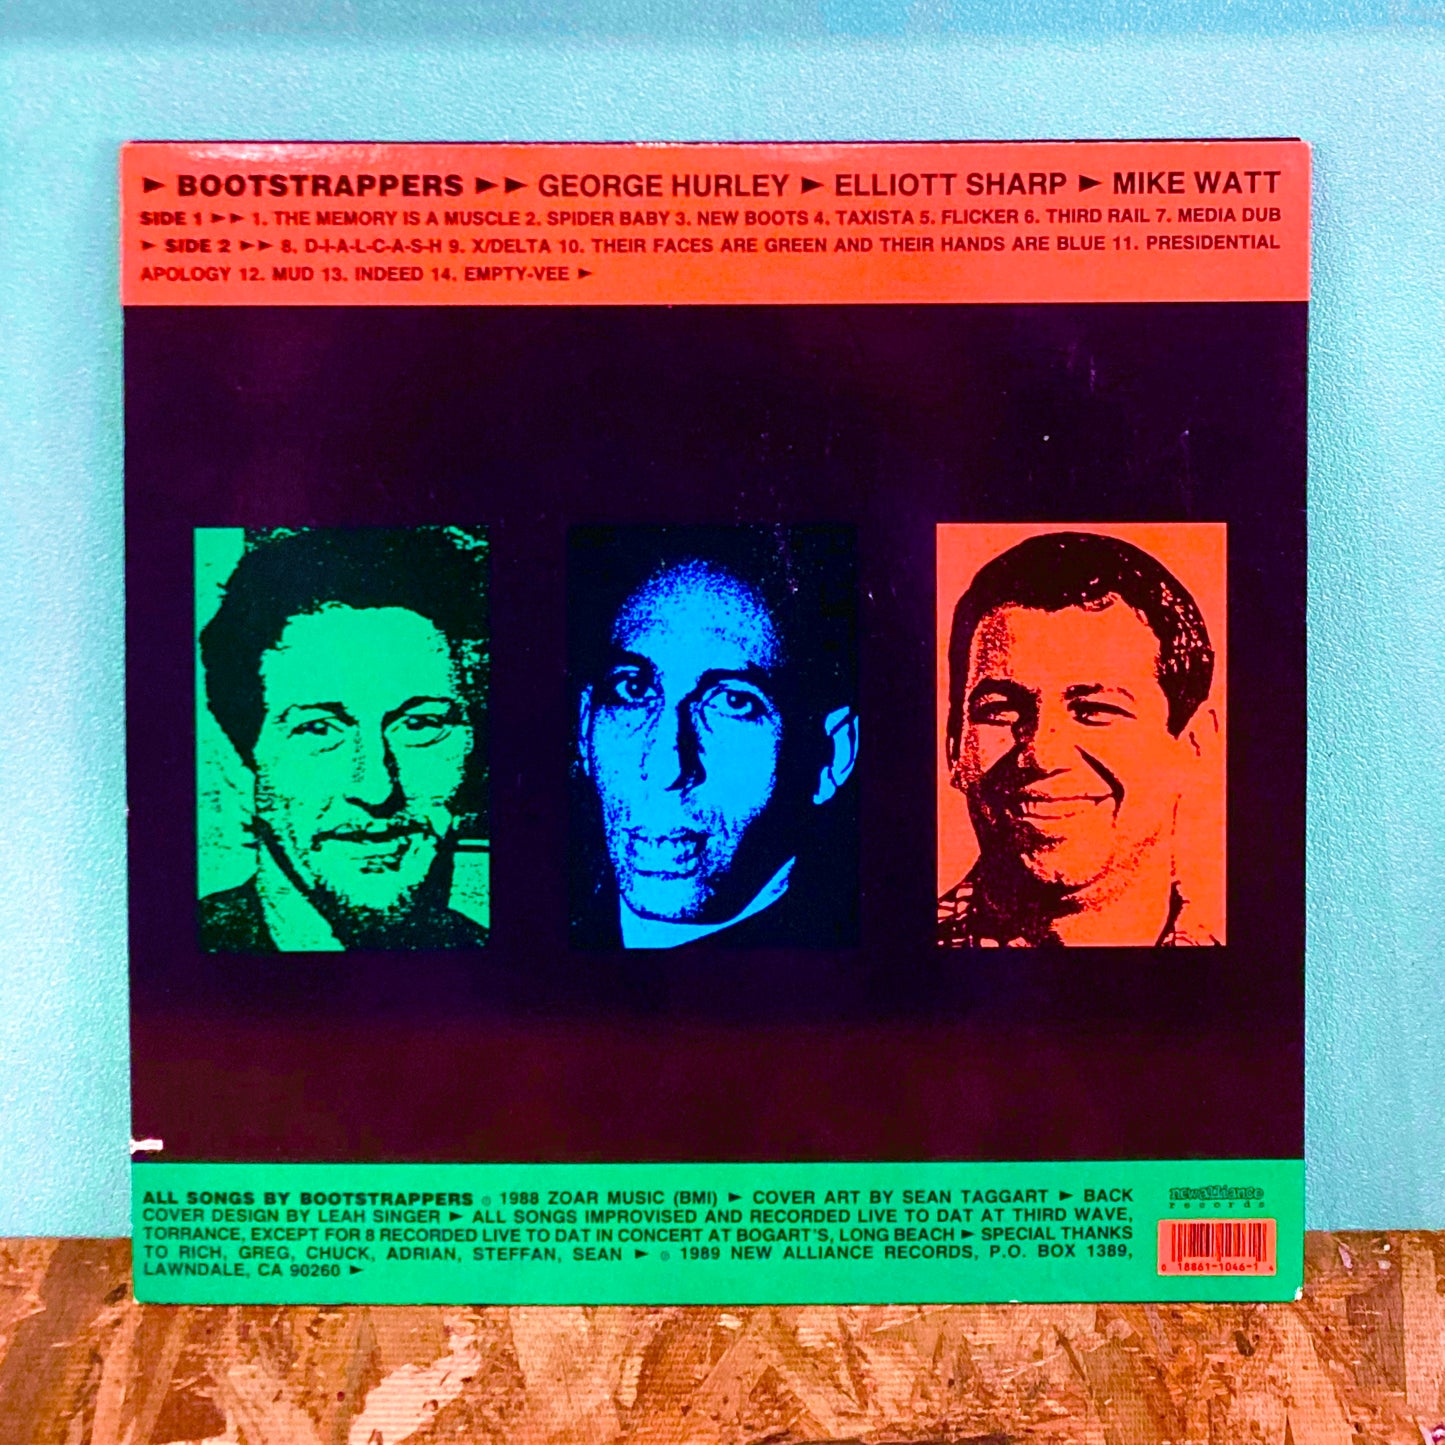 ► BOOTSTRAPPERS ►► GEORGE HURLEY ► ELLIOTT SHARP ► MIKE WATT
SIDE 1 ►► 1. THE MEMORY IS A MUSCLE 2. SPIDER BABY 3. NEW BOOTS 4. TAXISTA 5. FLICKER 6. THIRD RAIL 7. MEDIA DUB
► SIDE 2 ►► 8. D-I-A-L-C-A-S-H 9. X/DELTA 10. THEIR FACES ARE GREEN AND THEIR HANDS ARE BLUE 11. PRESIDENTIAL
APOLOGY 12. MUD 13. INDEED 14. EMPTY-VEE ►
ALL SONGS BY BOOTSTRAPPERS © 1988 ZOAR MUSIC (BMI) ► COVER ART BY SEAN TAGGART ► BACK
COVER DESIGN BY LEAH SINGER ► ALL SONGS IMPROVISED AND RECORDED LIVE TO DAT AT THIRD WAVE,
TORRANCE, EXCEPT FOR 8 RECORDED LIVE TO DAT IN CONCERT AT BOGART'S, LONG BEACH ► SPECIAL THANKS
TO RICH, GREG, CHUCK, ADRIAN, STEFFAN, SEAN ► ℗ 1989 NEW ALLIANCE RECORDS, P.O. BOX 1389,
LAWNDALE, CA 90260 ►
newalliance
records
0 18861-1046-1 4